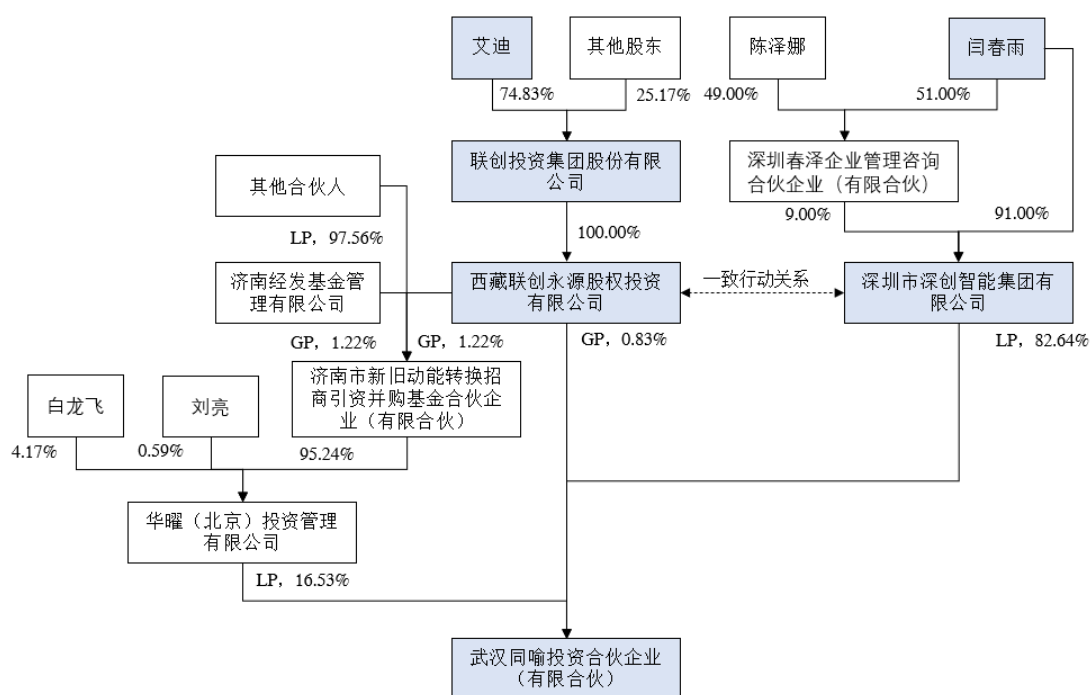 艾迪
其他股东
陈泽娜
闫春雨
74.83%
25.17%
49.00%
51.00%
联创投资集团股份有限
公司
深圳春泽企业管理咨询
合伙企业（有限合伙）
其他合伙人
9.00%
91.00%
LP，97.56%
100.00%
济南经发基金管
理有限公司
西藏联创永源股权投资
有限公司
一致行动关系
深圳市深创智能集团有
限公司
GP，1.22%
GP，1.22%
GP，0.83%
LP，82.64%
白龙飞
刘亮
济南市新旧动能转换招
商引资并购基金合伙企
业（有限合伙）
4.17%
0.59%
95.24%
华曜（北京）投资管理
有限公司
LP，16.53%
武汉同喻投资合伙企业
（有限合伙）